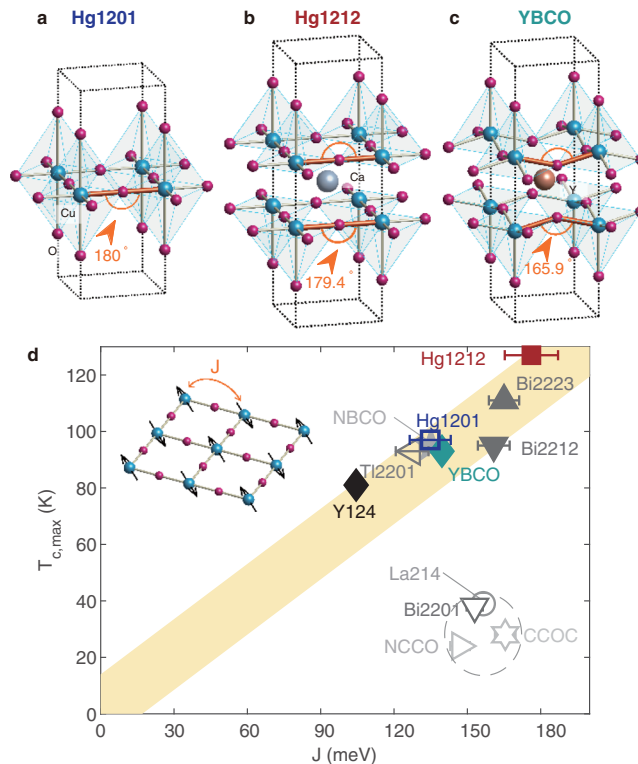 a Hg1201
b Hg1212
c YBCO
Cu
O
180°
Ca
179.4°
Y
165.9°
d
J
Hg1212
Bi2223
NBCO
Hg1201
Bi2212
Tl2201
YBCO
Y124
La214
Bi2201
NCCO
CCOC
120
100
80
60
40
20
0
T c,max (K)
0 30 60 90 120 150 180
J (meV)